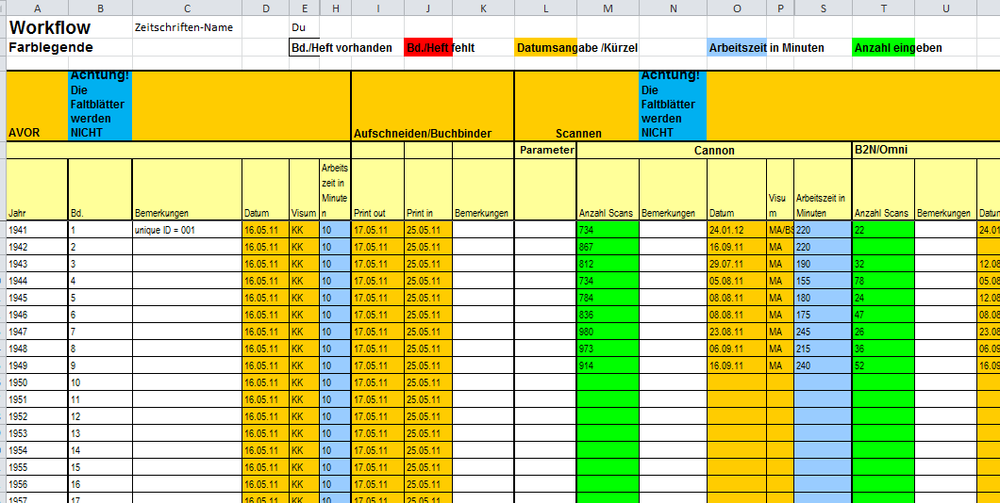 A B C D E H I J K L M N O P S T U
Workflow Zeitschriften-Name Du
Farblegende Bd./Heft vorhanden Bd./Heft fehlt Datumsangabe /Kürzel Arbeitszeit in Minuten Anzahl eingeben
Achtung! Achtung!
Die Die
Faltblätter Faltblätter
werden werden
AVOR NICHT Aufschneiden/Buchbinder Scannen NICHT
Parameter Cannon B2N/Omni
Arbeits
zeit in
Minute Visu Arbeitszeit in
Jahr Bd. Bemerkungen Datum Visum n Print out Print in Bemerkungen Anzahl Scans Bemerkungen Datum m Minuten Anzahl Scans Bemerkungen Datum
1941 1 unique ID = 001 16.05.11 KK 10 17.05.11 25.05.11 734 24.01.12 MA/BS 220 22 24.01
1942 2 16.05.11 KK 10 17.05.11 25.05.11 867 16.09.11 MA 220
1943 3 16.05.11 KK 10 17.05.11 25.05.11 812 29.07.11 MA 190 32 12.08
1944 4 16.05.11 KK 10 17.05.11 25.05.11 734 05.08.11 MA 155 78 05.08
1945 5 16.05.11 KK 10 17.05.11 25.05.11 784 08.08.11 MA 180 24 12.08
1946 6 16.05.11 KK 10 17.05.11 25.05.11 836 08.08.11 MA 175 47 08.08
1947 7 16.05.11 KK 10 17.05.11 25.05.11 980 23.08.11 MA 245 26 23.08
1948 8 16.05.11 KK 10 17.05.11 25.05.11 973 06.09.11 MA 215 36 06.09
1949 9 16.05.11 KK 10 17.05.11 25.05.11 914 16.09.11 MA 240 52 16.09
1950 10 16.05.11 KK 10 17.05.11 25.05.11
1951 11 16.05.11 KK 10 17.05.11 25.05.11
1952 12 16.05.11 KK 10 17.05.11 25.05.11
1953 13 16.05.11 KK 10 17.05.11 25.05.11
1954 14 16.05.11 KK 10 17.05.11 25.05.11
1955 15 16.05.11 KK 10 17.05.11 25.05.11
1956 16 16.05.11 KK 10 17.05.11 25.05.11
1957 17 16.05.11 KK 10 17.05.11 25.05.11